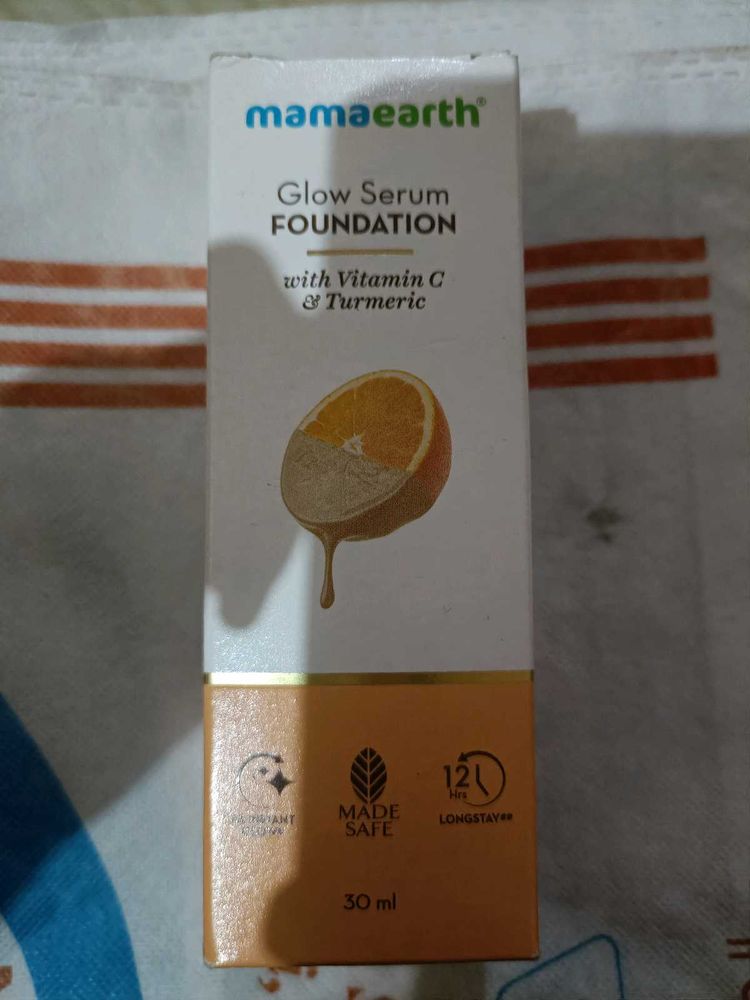 mamaearth®
Glow Serum
FOUNDATION
with Vitamin C
& Turmeric
MADE
SAFE
12
Hrs
LONGSTAY##
30 ml